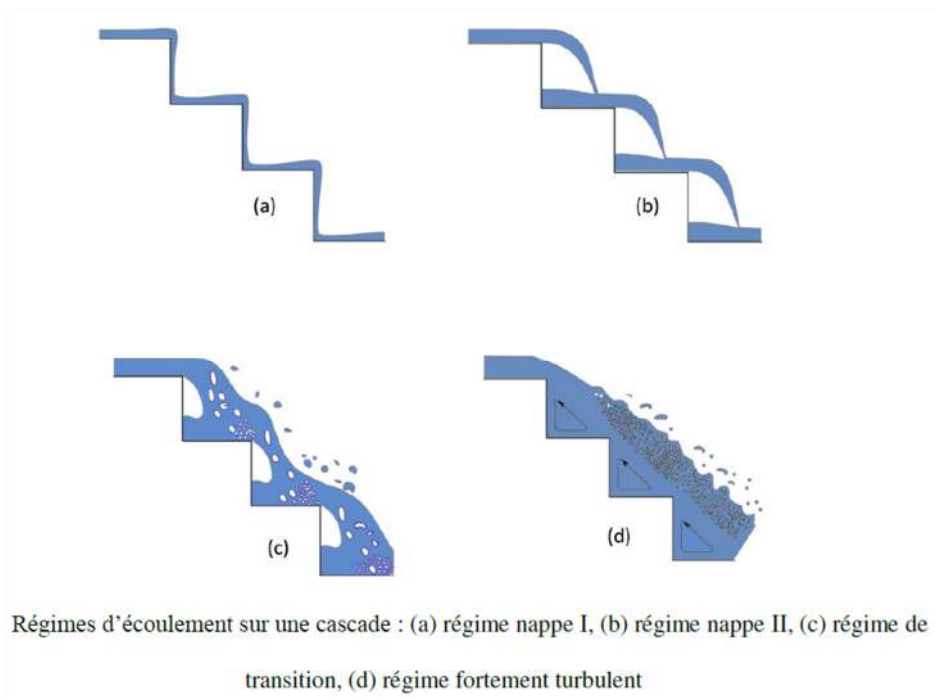 (a)
(b)
(c)
(d)
Régimes d'écoulement sur une cascade : (a) régime nappe I, (b) régime nappe II, (c) régime de
transition, (d) régime fortement turbulent